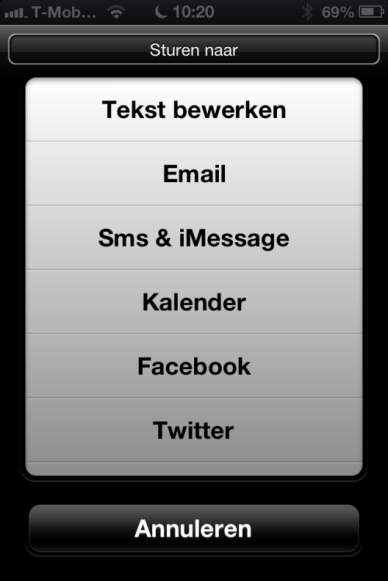 T-Mob... 10:20 69%
Sturen naar
Tekst bewerken
Email
Sms & iMessage
Kalender
Facebook
Twitter
Annuleren